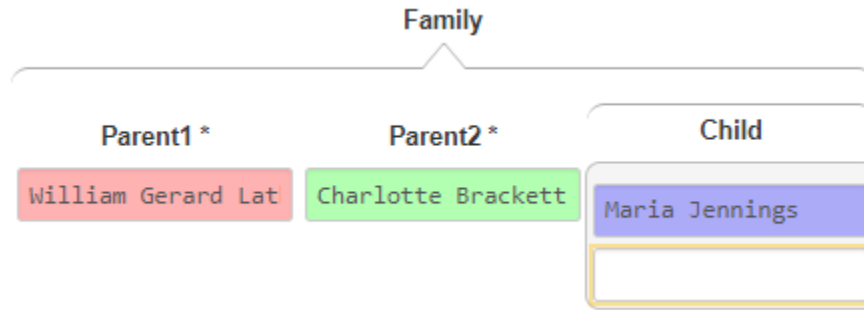 Family
Parent1 * Parent2 * Child
William Gerard Lat Charlotte Brackett
Maria Jennings